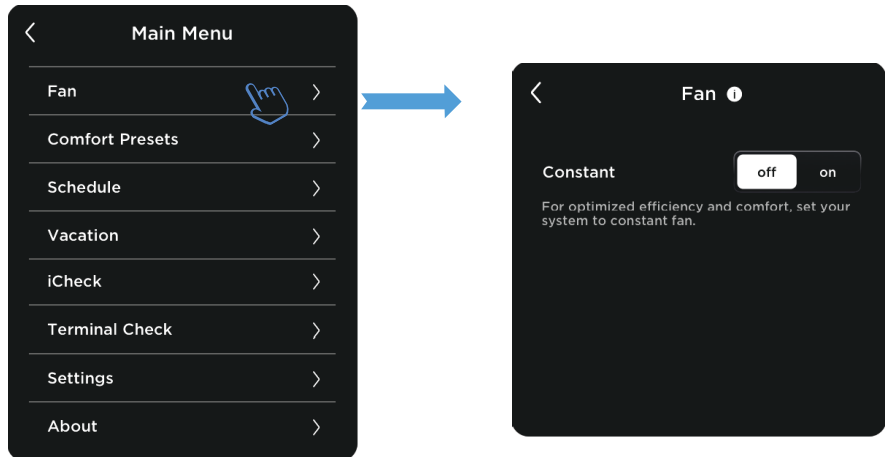 Main Menu
Fan
Comfort Presets
Schedule
Vacation
iCheck
Terminal Check
Settings
About
Fan i
Constant
off on
For optimized efficiency and comfort, set your
system to constant fan.